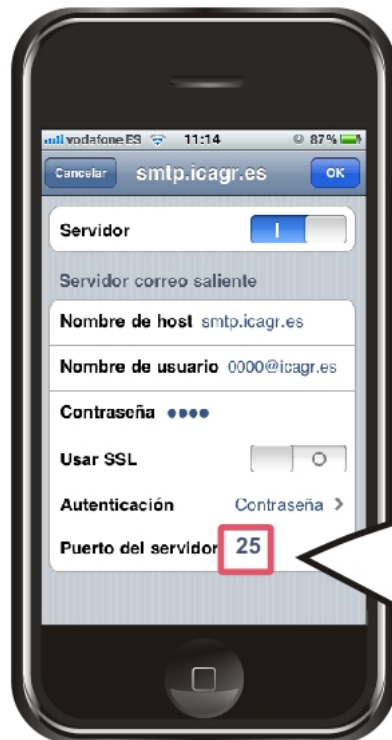 vodafone ES 11:14 87%
Cancelar smtp.icagr.es OK
Servidor
Servidor correo saliente
Nombre de host smtp.icagr.es
Nombre de usuario 0000@icagr.es
Contraseña ●●●●
Usar SSL
Autenticación Contraseña >
Puerto del servidor 25